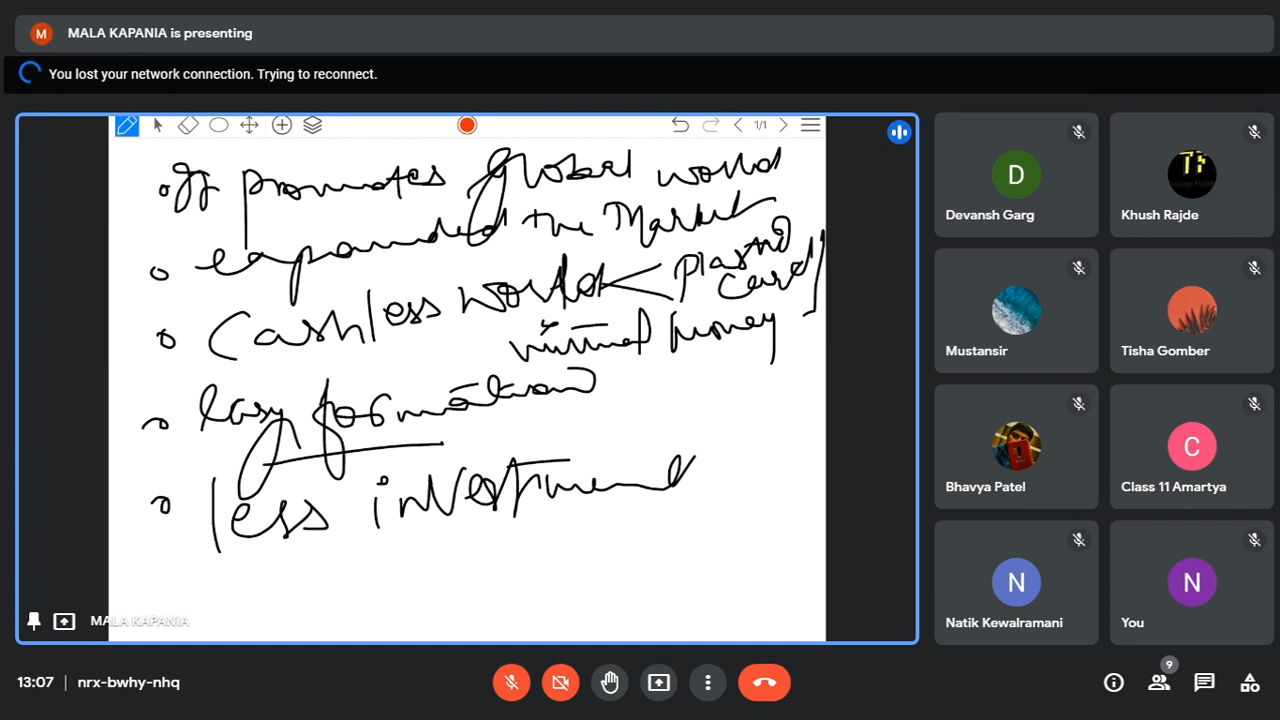 M MALA KAPANIA is presenting
You lost your network connection. Trying to reconnect.
1/1
It promotes global world
expanded the Market
Cashless world < plastic card
virtual money
easy formation
less investment
MALA KAPANIA
D
Devansh Garg
Khush Rajde
Mustansir
Tisha Gomber
Bhavya Patel
C
Class 11 Amartya
N
Natik Kewalramani
N
You
13:07 | nrx-bwhy-nhq
9